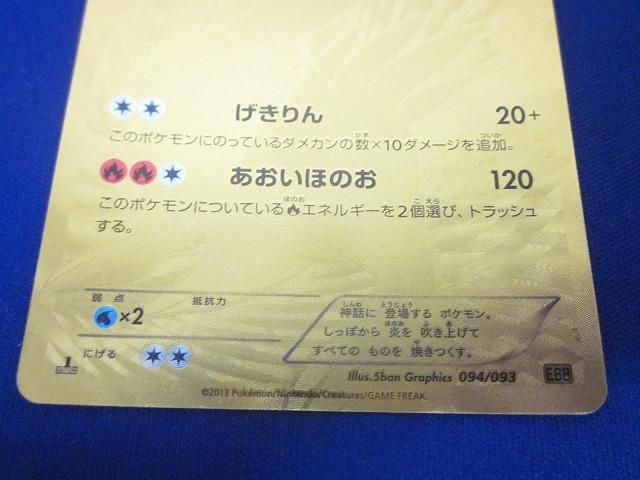 げきりん 20+
このポケモンにのっているダメカンの数×10ダメージを追加。
あおいほのお 120
このポケモンについているエネルギーを2個選び、トラッシュ
する。
弱点 抵抗力
×2
にげる
神話に 登場する ポケモン。
しっぽから 炎を 吹き上げて
すべての ものを 焼きつくす。
Illus.5ban Graphics 094/093 EBB
©2013 Pokémon/Nintendo/Creatures/GAME FREAK.